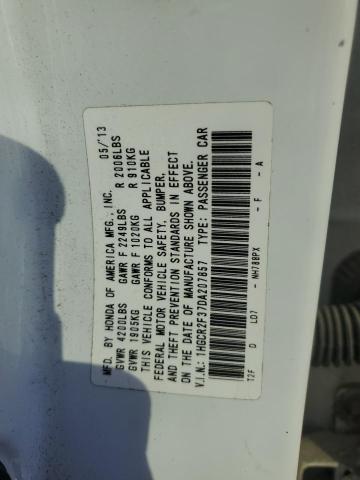 MFD. BY HONDA OF AMERICA MFG., INC. 05/'13
GVWR 4200LBS GAWR F 2249LBS R 2006LBS
GVWR 1905KG GAWR F 1020KG R 910KG
THIS VEHICLE CONFORMS TO ALL APPLICABLE
FEDERAL MOTOR VEHICLE SAFETY, BUMPER,
AND THEFT PREVENTION STANDARDS IN EFFECT
ON THE DATE OF MANUFACTURE SHOWN ABOVE.
V.I.N.: 1HGCR2F37DA207857 TYPE: PASSENGER CAR
T2F D LO7 - NH788PX - F - A